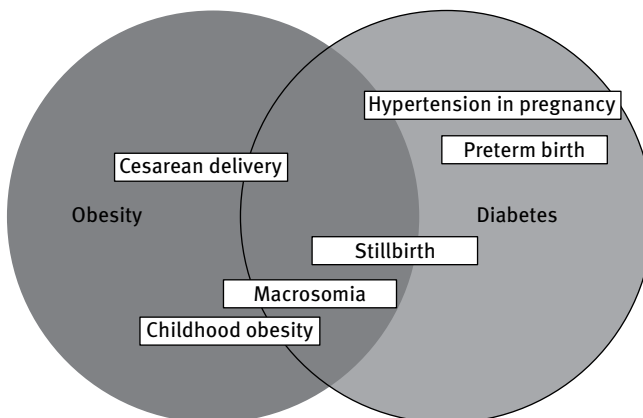 Hypertension in pregnancy
Preterm birth
Cesarean delivery
Obesity
Diabetes
Stillbirth
Macrosomia
Childhood obesity